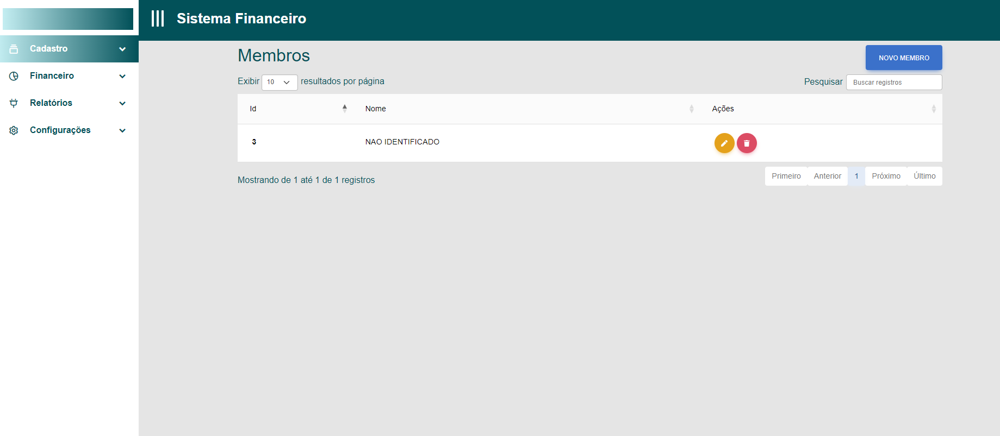 Sistema Financeiro
Cadastro
Financeiro
Relatórios
Configurações
Membros
NOVO MEMBRO
Exibir 10 resultados por página
Pesquisar Buscar registros
Id Nome Ações
3 NAO IDENTIFICADO
Mostrando de 1 até 1 de 1 registros
Primeiro Anterior 1 Próximo Último